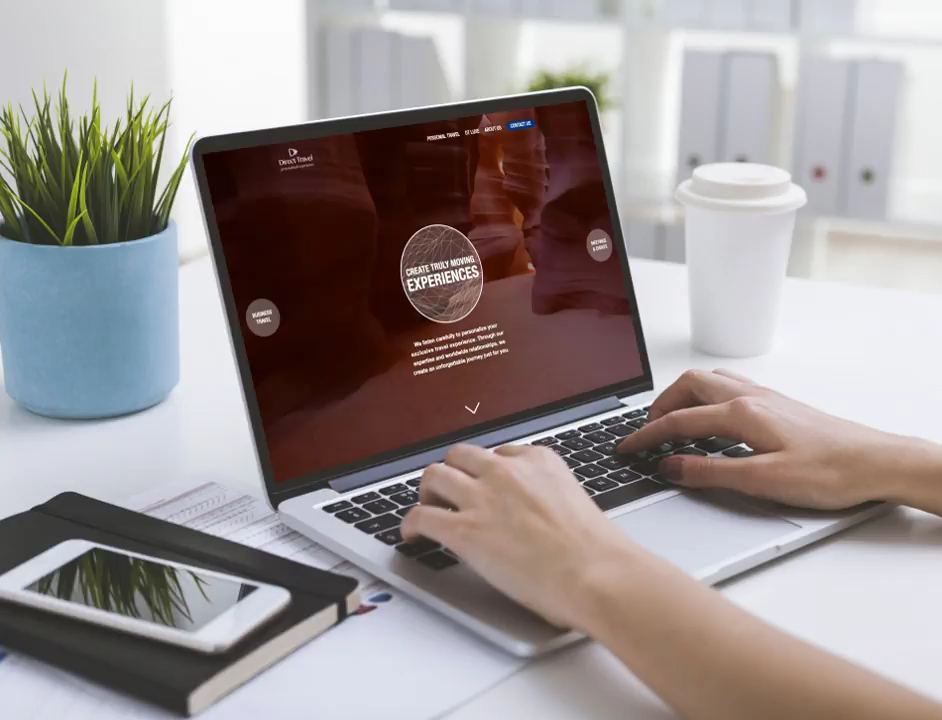 PERSONAL TRAVEL
DT LUXE
ABOUT US
CONTACT US
Direct Travel
CREATE TRULY MOVING
EXPERIENCES
BUSINESS
TRAVEL
MEETINGS
& EVENTS
We listen carefully to personalize your
exclusive travel experience. Through our
expertise and worldwide relationships, we
create an unforgettable journey just for you